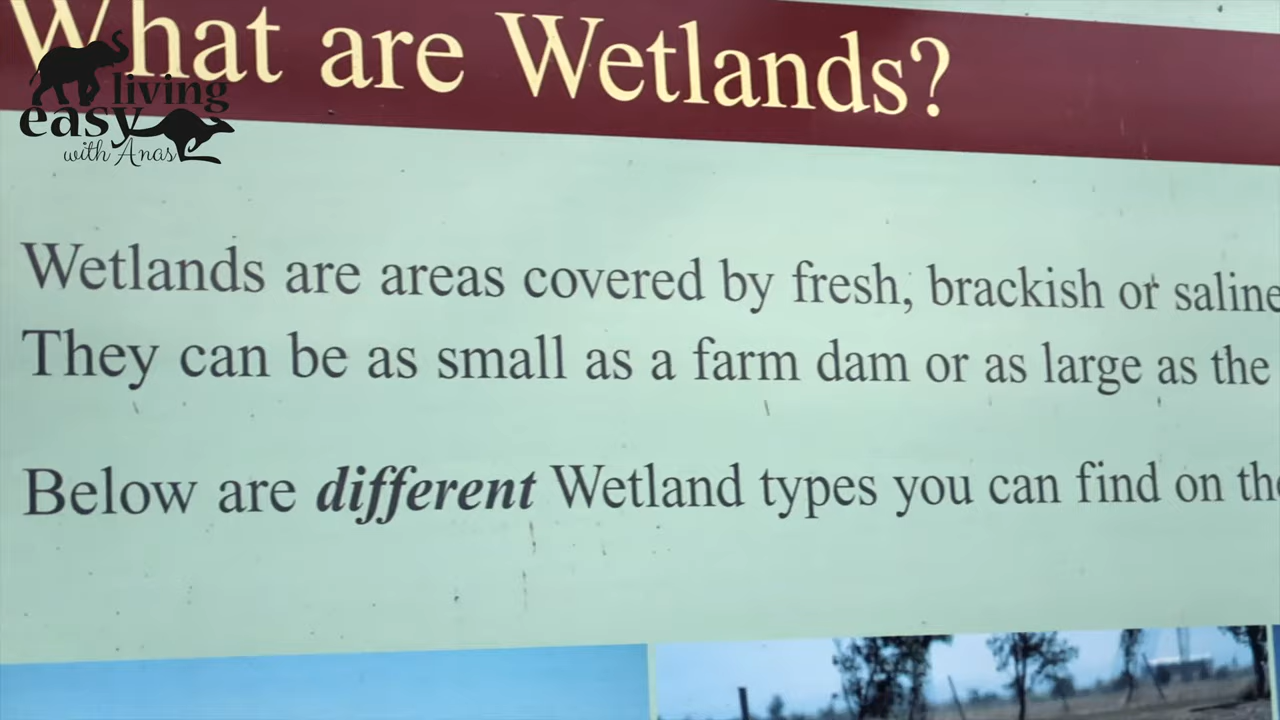 What are Wetlands?
living
easy
with Anas
Wetlands are areas covered by fresh, brackish or saline
They can be as small as a farm dam or as large as the
Below are different Wetland types you can find on the